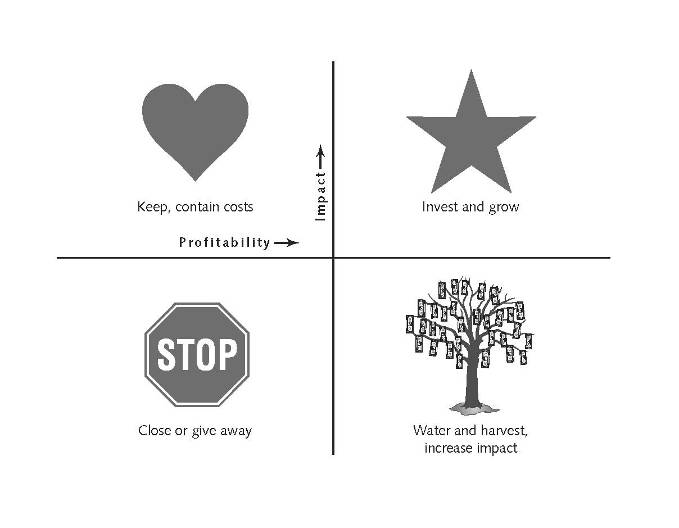 Keep, contain costs
Invest and grow
Impact
Profitability
STOP
Close or give away
Water and harvest,
increase impact